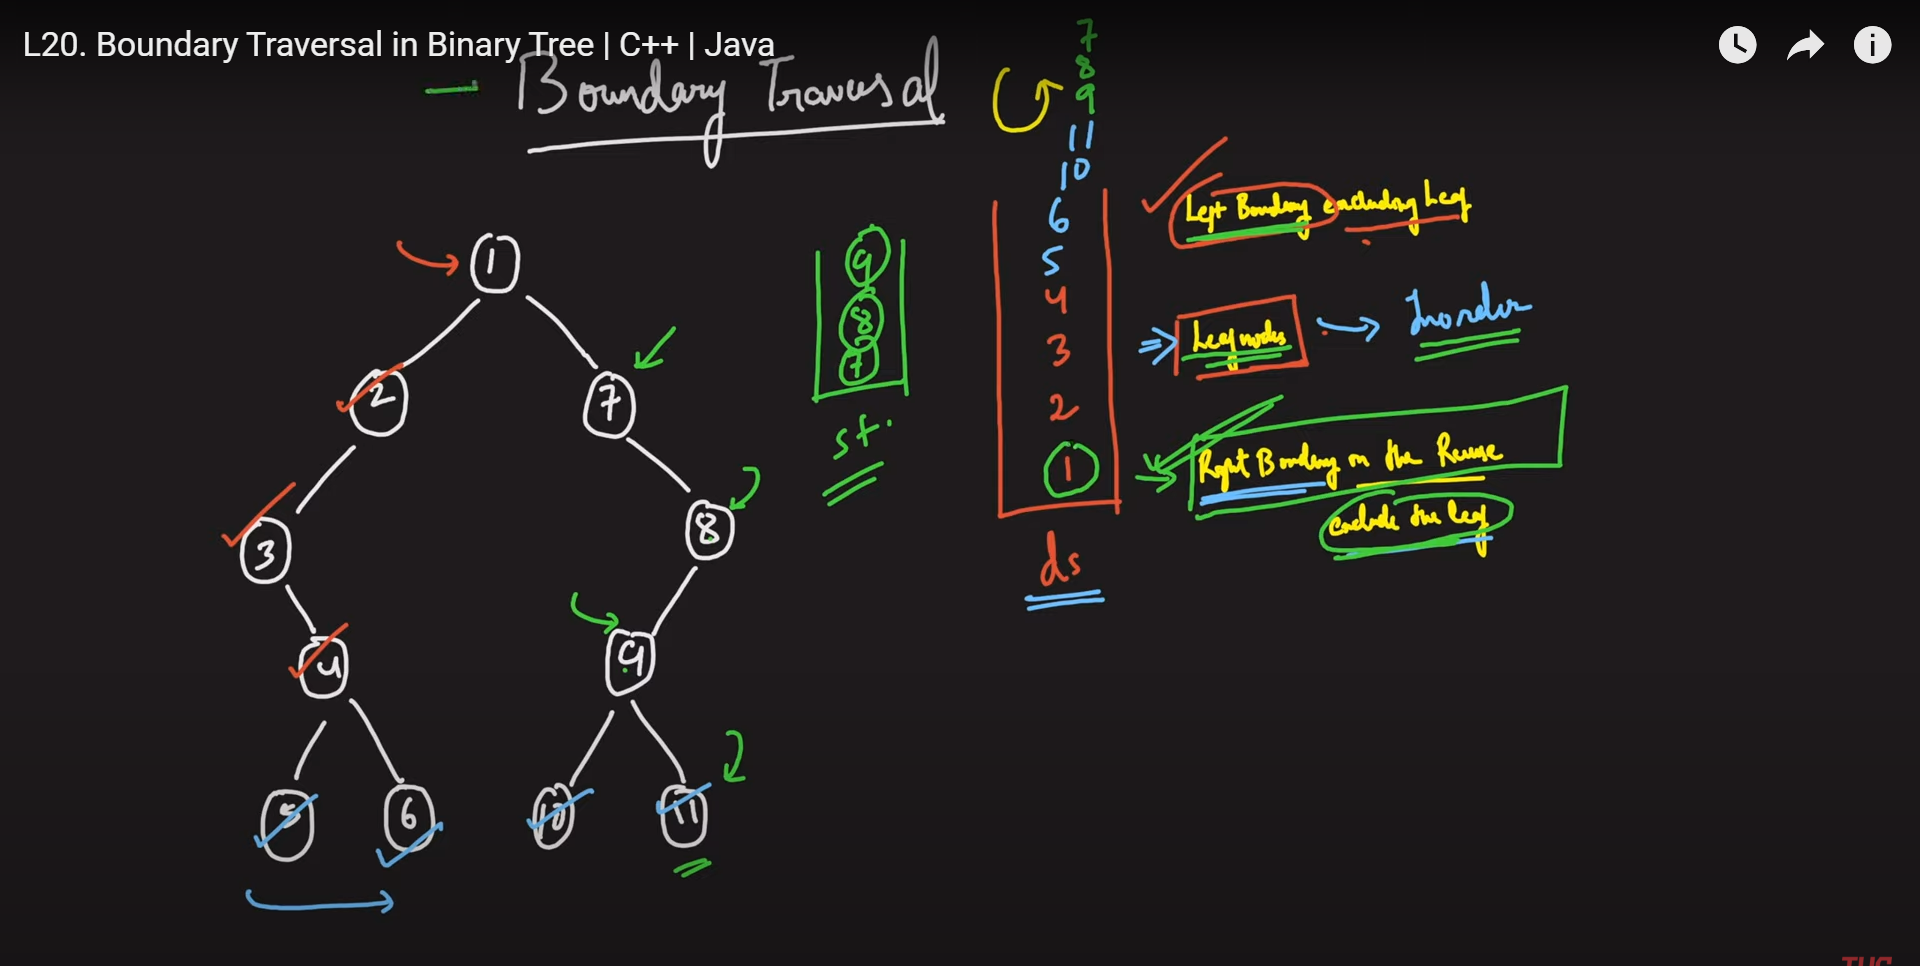 L20. Boundary Traversal in Binary Tree | C++ | Java
Boundary Traversal
7
8
9
11
10
6
5
4
3
2
1
ds
9
8
7
st.
Left Boundary excluding Leaf
Leaf nodes
Inorder
Right Boundary on the Reverse
exclude the leaf
1
2
7
3
8
4
9
5
6
10
11